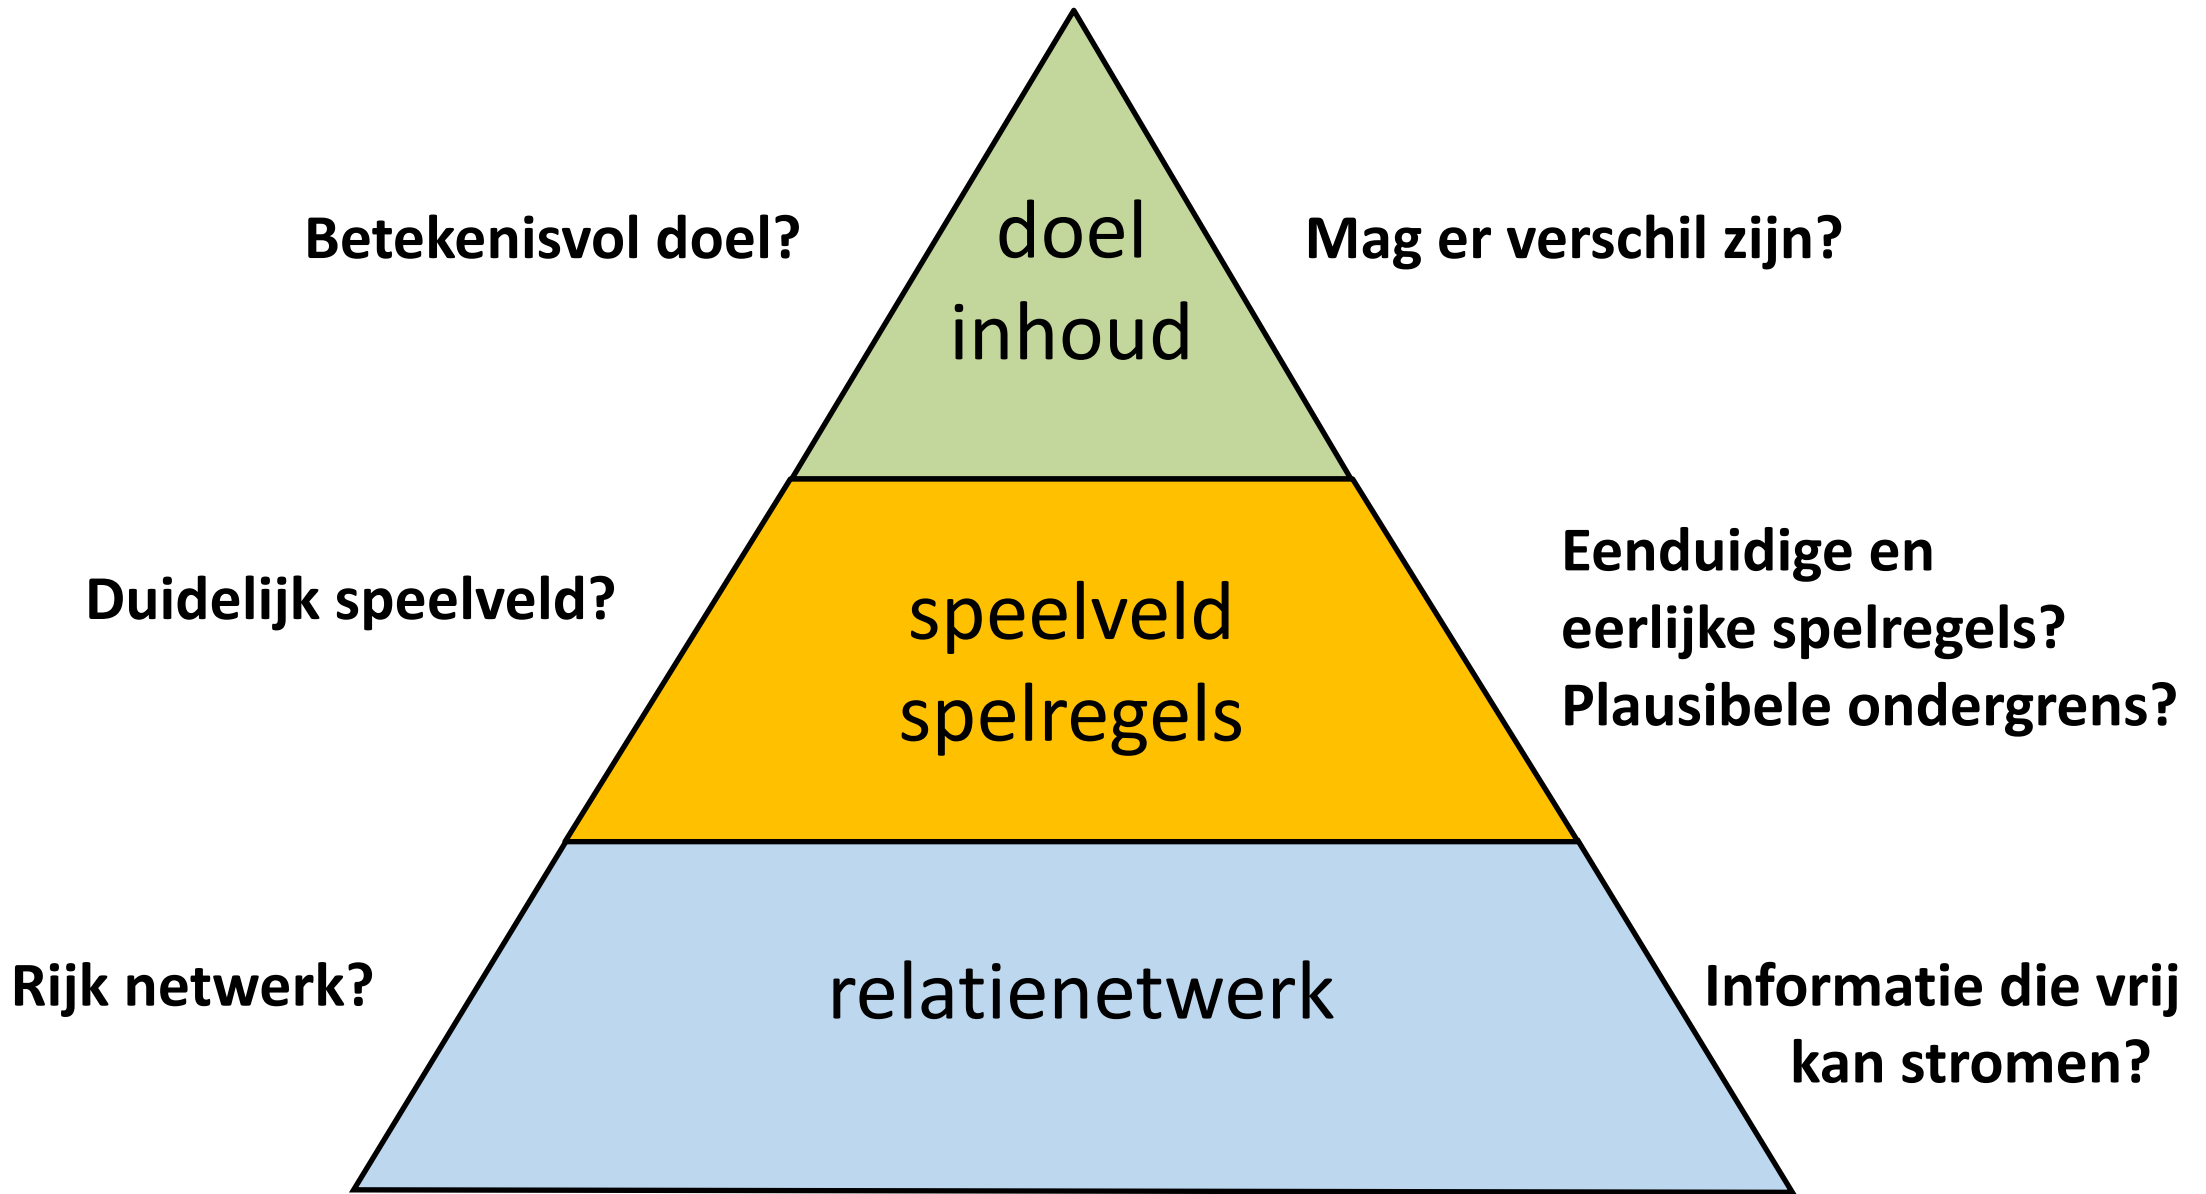 Betekenisvol doel?
doel
inhoud
Mag er verschil zijn?
Duidelijk speelveld?
speelveld
spelregels
Eenduidige en
eerlijke spelregels?
Plausibele ondergrens?
Rijk netwerk?
relatienetwerk
Informatie die vrij
kan stromen?